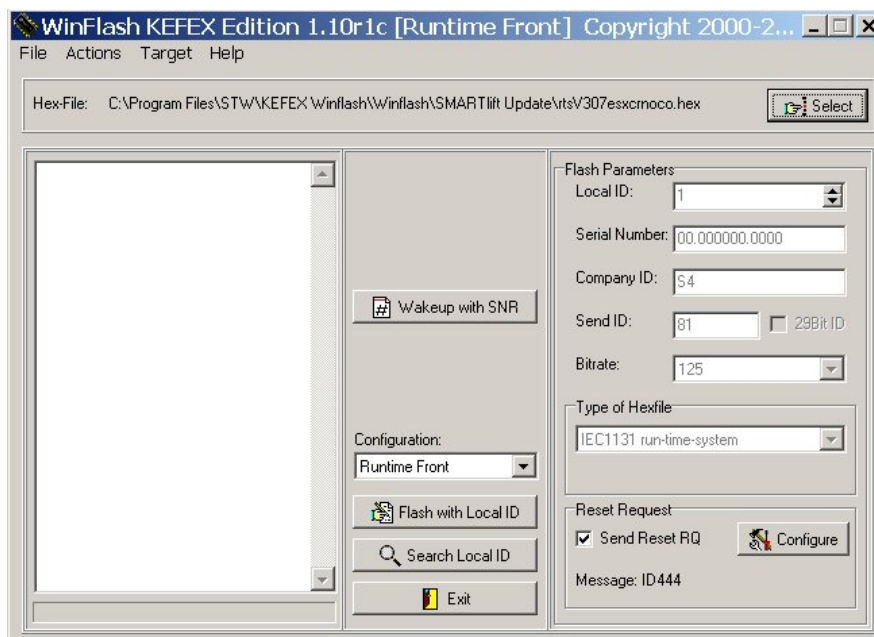 WinFlash KEFEX Edition 1.10r1c [Runtime Front] Copyright 2000-2...
File Actions Target Help
Hex-File: C:\Program Files\STW\KEFEX Winflash\Winflash\SMARTlift Update\rtsV307esxcrnoco.hex
Select
Flash Parameters
Local ID: 1
Serial Number: 00.000000.0000
Company ID: S4
Send ID: 81 29Bit ID
Bitrate: 125
Type of Hexfile
IEC1131 run-time-system
Reset Request
Send Reset RQ
Configure
Message: ID444
# Wakeup with SNR
Configuration:
Runtime Front
Flash with Local ID
Search Local ID
Exit